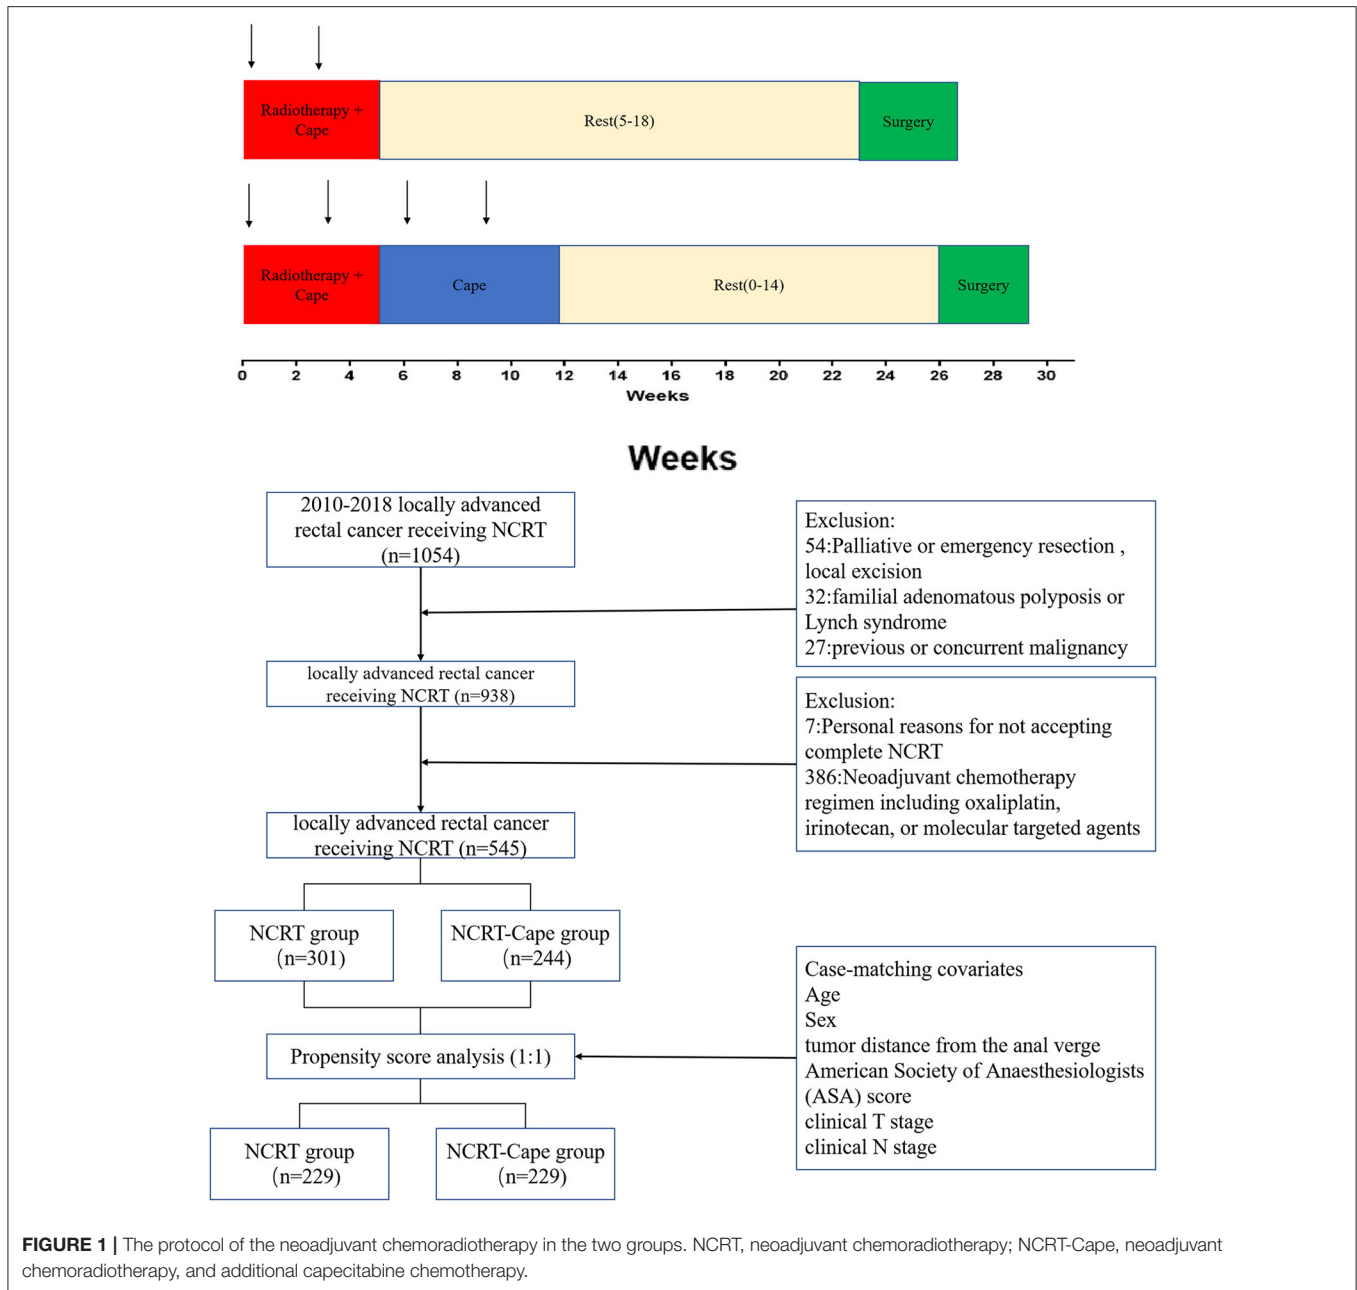 Radiotherapy +
Cape
Rest(5-18)
Surgery
Radiotherapy +
Cape
Cape
Rest(0-14)
Surgery
0 2 4 6 8 10 12 14 16 18 20 22 24 26 28 30
Weeks
Weeks
2010-2018 locally advanced
rectal cancer receiving NCRT
(n=1054)
Exclusion:
54:Palliative or emergency resection ,
local excision
32:familial adenomatous polyposis or
Lynch syndrome
27:previous or concurrent malignancy
locally advanced rectal cancer
receiving NCRT (n=938)
Exclusion:
7:Personal reasons for not accepting
complete NCRT
386:Neoadjuvant chemotherapy
regimen including oxaliplatin,
irinotecan, or molecular targeted agents
locally advanced rectal cancer
receiving NCRT (n=545)
NCRT group
(n=301)
NCRT-Cape group
(n=244)
Case-matching covariates
Age
Sex
tumor distance from the anal verge
American Society of Anaesthesiologists
(ASA) score
clinical T stage
clinical N stage
Propensity score analysis (1:1)
NCRT group
(n=229)
NCRT-Cape group
(n=229)
FIGURE 1 | The protocol of the neoadjuvant chemoradiotherapy in the two groups. NCRT, neoadjuvant chemoradiotherapy; NCRT-Cape, neoadjuvant
chemoradiotherapy, and additional capecitabine chemotherapy.